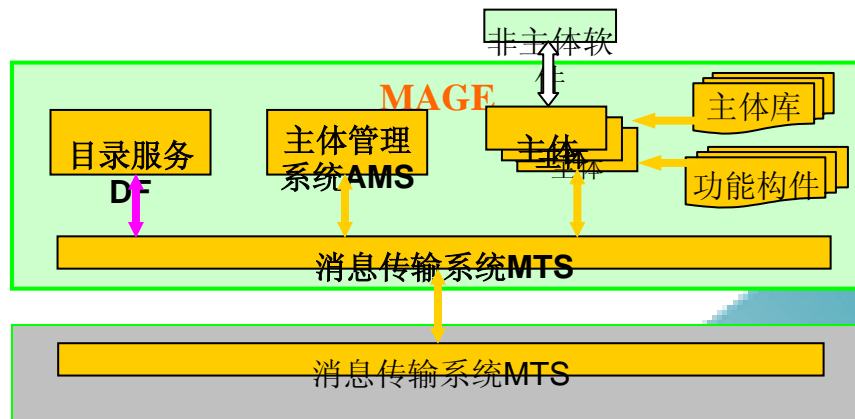 非主体软
件
MAGE
主体库
目录服务
DF
主体管理
系统AMS
主体
主体
主体
功能构件
消息传输系统MTS
消息传输系统MTS